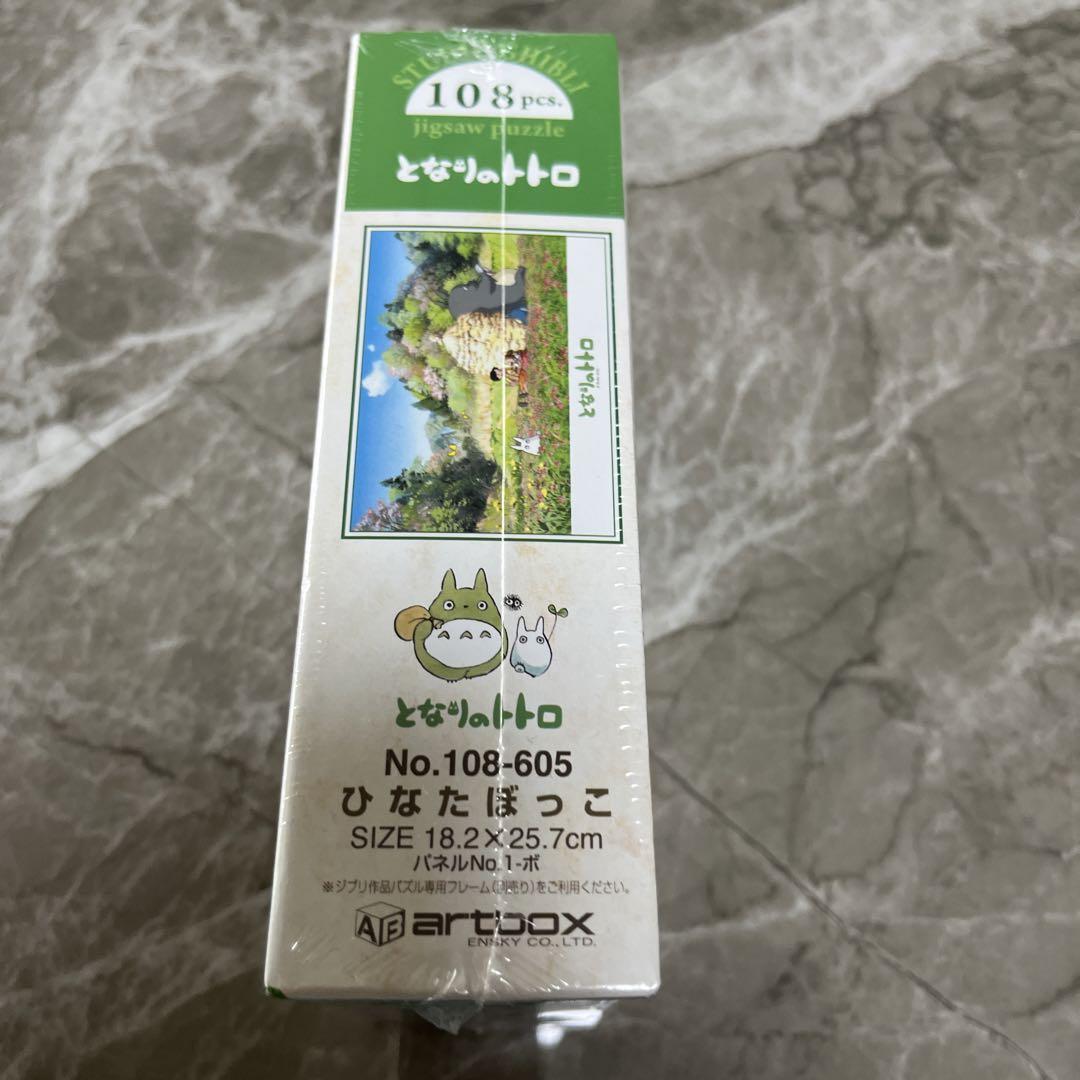 STUDIO GHIBLI
108pcs.
jigsaw puzzle
となりのトトロ
となりのトトロ
となりのトトロ
No.108-605
ひなたぼっこ
SIZE 18.2×25.7cm
パネルNo.1-ボ
※ジブリ作品パズル専用フレーム(別売り)をご利用ください。
AB artbox
ENSKY CO., LTD.